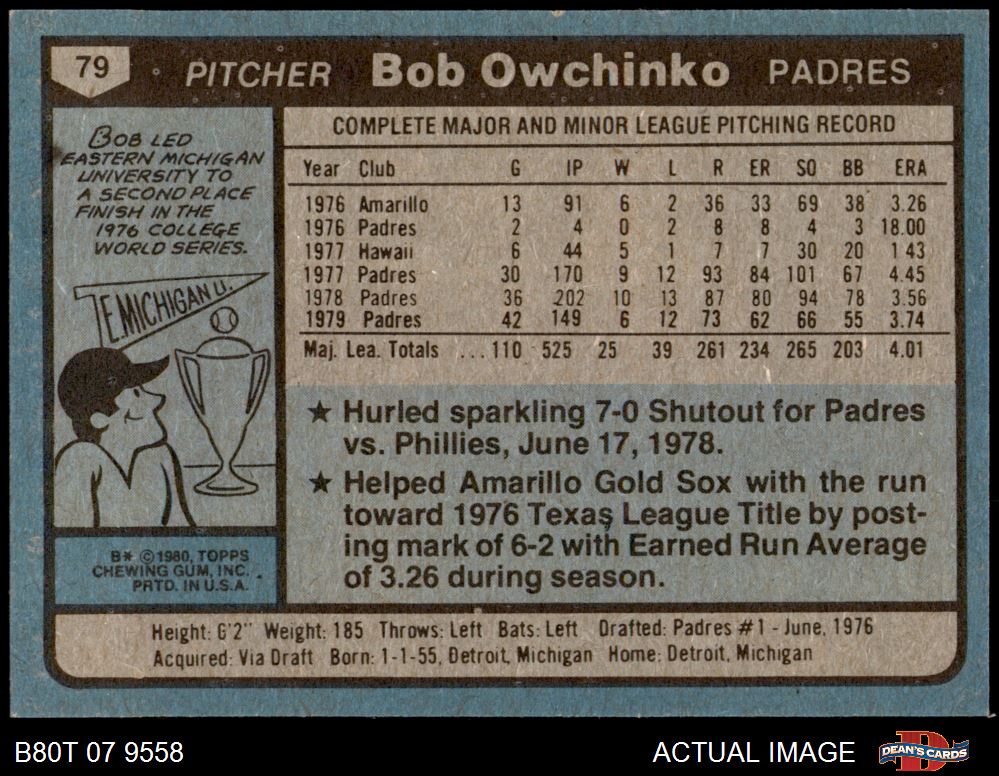 79 PITCHER Bob Owchinko PADRES
BOB LED
EASTERN MICHIGAN
UNIVERSITY TO
A SECOND PLACE
FINISH IN THE
1976 COLLEGE
WORLD SERIES.
E. MICHIGAN U.
B* © 1980, TOPPS
CHEWING GUM, INC.
PRTD. IN U.S.A.
COMPLETE MAJOR AND MINOR LEAGUE PITCHING RECORD
Year Club G IP W L R ER SO BB ERA
1976 Amarillo 13 91 6 2 36 33 69 38 3.26
1976 Padres 2 4 0 2 8 8 4 3 18.00
1977 Hawaii 6 44 5 1 7 7 30 20 1 43
1977 Padres 30 170 9 12 93 84 101 67 4.45
1978 Padres 36 202 10 13 87 80 94 78 3.56
1979 Padres 42 149 6 12 73 62 66 55 3.74
Maj. Lea. Totals ... 110 525 25 39 261 234 265 203 4.01
★ Hurled sparkling 7-0 Shutout for Padres
vs. Phillies, June 17, 1978.
★ Helped Amarillo Gold Sox with the run
toward 1976 Texas League Title by post-
ing mark of 6-2 with Earned Run Average
of 3.26 during season.
Height: 6'2" Weight: 185 Throws: Left Bats: Left Drafted: Padres #1 - June, 1976
Acquired: Via Draft Born: 1-1-55, Detroit, Michigan Home: Detroit, Michigan
B80T 07 9558 ACTUAL IMAGE DEAN'S CARDS